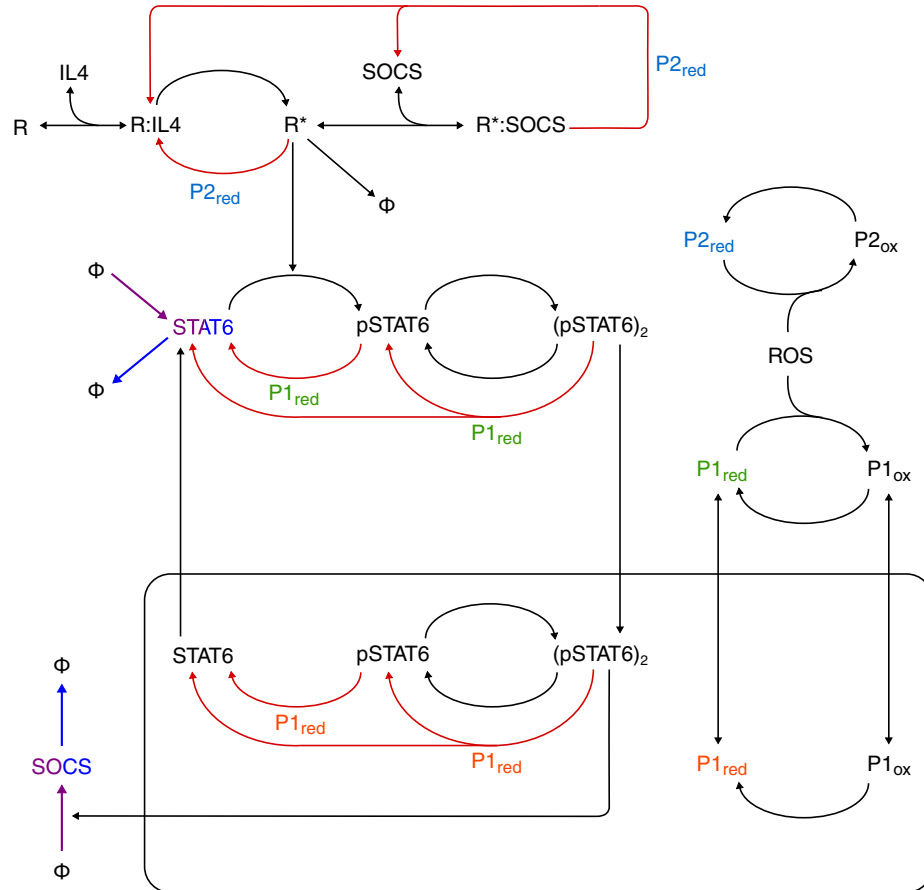 IL4
SOCS
P2red
R
R:IL4
R*
R*:SOCS
P2red
Φ
P2red
P2ox
Φ
STAT6
pSTAT6
(pSTAT6)2
ROS
Φ
P1red
P1red
P1red
P1ox
STAT6
pSTAT6
(pSTAT6)2
Φ
P1red
P1red
SOCS
P1red
P1ox
Φ